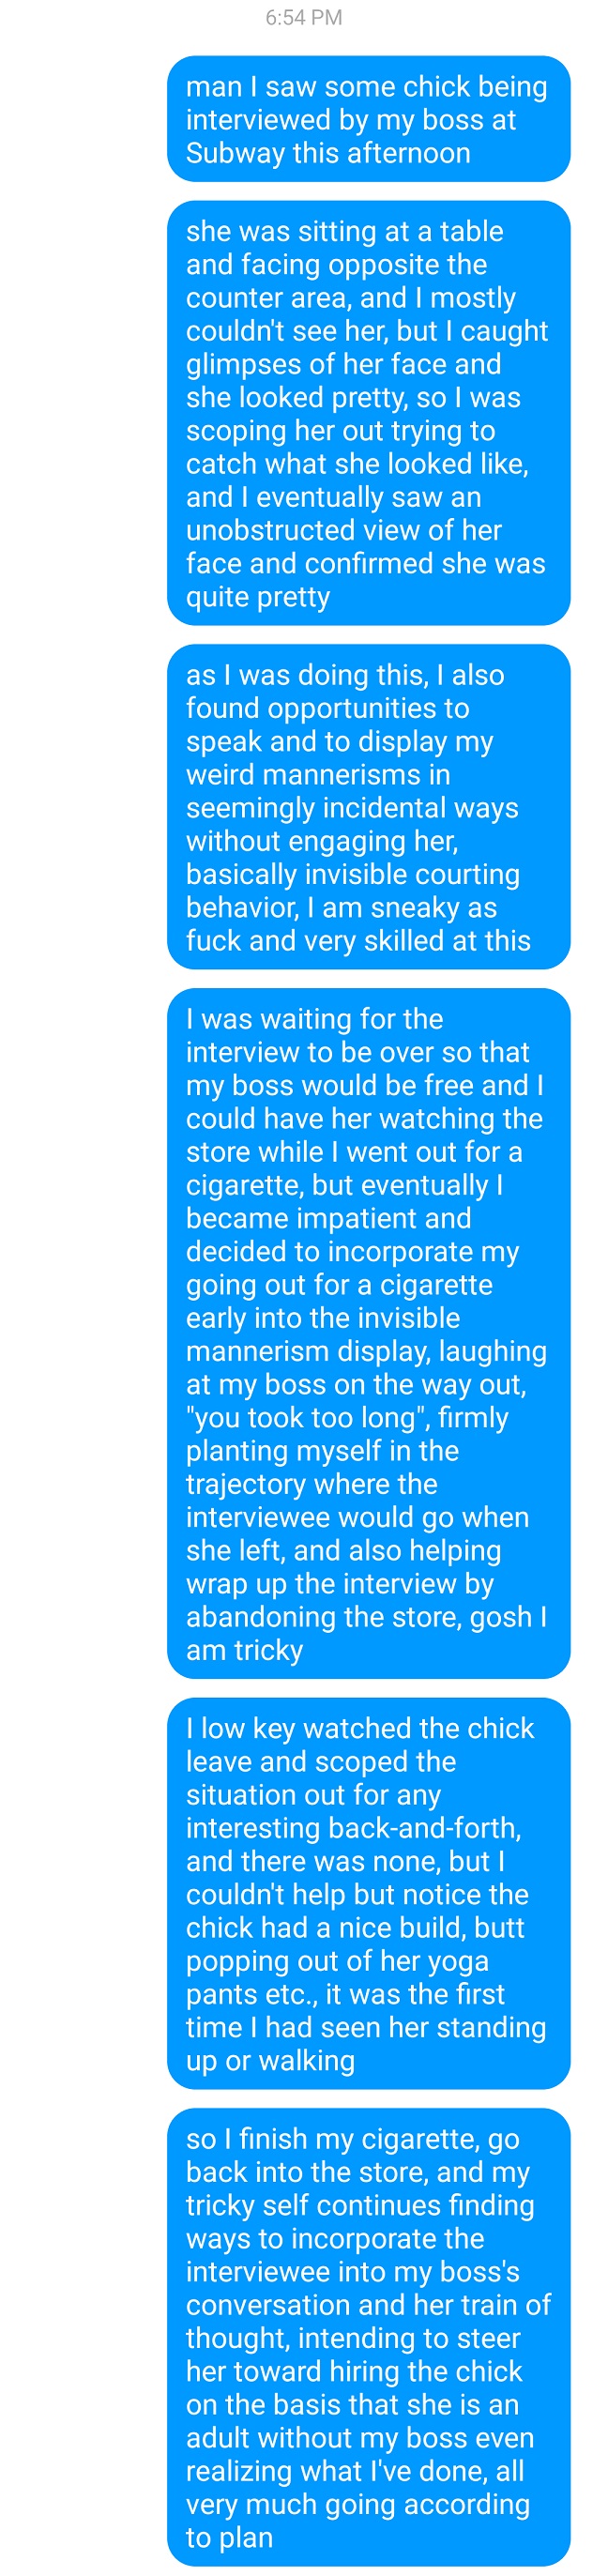 6:54 PM
man I saw some chick being
interviewed by my boss at
Subway this afternoon
she was sitting at a table
and facing opposite the
counter area, and I mostly
couldn't see her, but I caught
glimpses of her face and
she looked pretty, so I was
scoping her out trying to
catch what she looked like,
and I eventually saw an
unobstructed view of her
face and confirmed she was
quite pretty
as I was doing this, I also
found opportunities to
speak and to display my
weird mannerisms in
seemingly incidental ways
without engaging her,
basically invisible courting
behavior, I am sneaky as
fuck and very skilled at this
I was waiting for the
interview to be over so that
my boss would be free and I
could have her watching the
store while I went out for a
cigarette, but eventually I
became impatient and
decided to incorporate my
going out for a cigarette
early into the invisible
mannerism display, laughing
at my boss on the way out,
"you took too long", firmly
planting myself in the
trajectory where the
interviewee would go when
she left, and also helping
wrap up the interview by
abandoning the store, gosh I
am tricky
I low key watched the chick
leave and scoped the
situation out for any
interesting back-and-forth,
and there was none, but I
couldn't help but notice the
chick had a nice build, butt
popping out of her yoga
pants etc., it was the first
time I had seen her standing
up or walking
so I finish my cigarette, go
back into the store, and my
tricky self continues finding
ways to incorporate the
interviewee into my boss's
conversation and her train of
thought, intending to steer
her toward hiring the chick
on the basis that she is an
adult without my boss even
realizing what I've done, all
very much going according
to plan